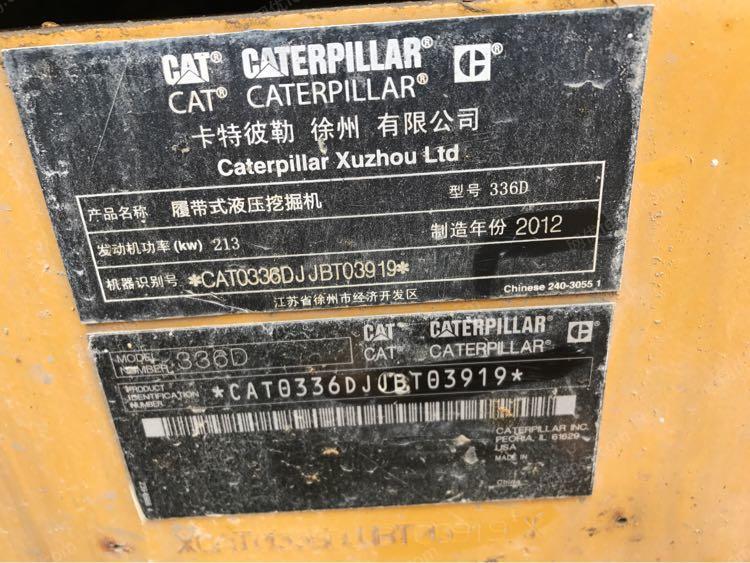 CAT® CATERPILLAR® C
CAT® CATERPILLAR®
卡特彼勒 徐州 有限公司
Caterpillar Xuzhou Ltd
产品名称 履带式液压挖掘机 型号 336D
发动机功率(kw) 213 制造年份 2012
机器识别号 *CAT0336DJJBT03919*
Chinese 240-3055 1
江苏省徐州市经济开发区
CAT® CATERPILLAR® C
CAT® CATERPILLAR®
MODEL NUMBER 336D
PRODUCT IDENTIFICATION NUMBER *CAT0336DJJBT03919*
CATERPILLAR INC.
PEORIA, IL 61629
USA
MADE IN
China